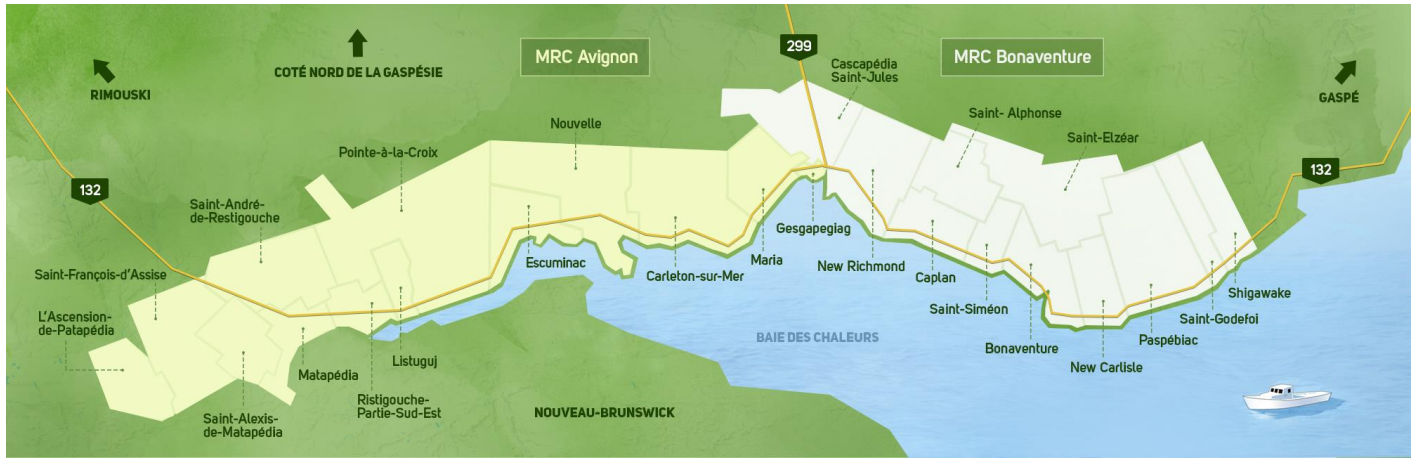 MRC Avignon
299
MRC Bonaventure
COTÉ NORD DE LA GASPÉSIE
RIMOUSKI
Cascapédia
Saint-Jules
GASPÉ
Nouvelle
Saint- Alphonse
Saint-Elzéar
Pointe-à-la-Croix
132
132
Saint-André-
de-Restigouche
Gesgapegiag
Saint-François-d'Assise
Escuminac
Carleton-sur-Mer
Maria
New Richmond
Caplan
Shigawake
L'Ascension-
de-Patapédia
Saint-Siméon
Saint-Godefoi
BAIE DES CHALEURS
Paspébiac
Bonaventure
Listuguj
Matapédia
New Carlisle
Ristigouche-
Partie-Sud-Est
NOUVEAU-BRUNSWICK
Saint-Alexis-
de-Matapédia